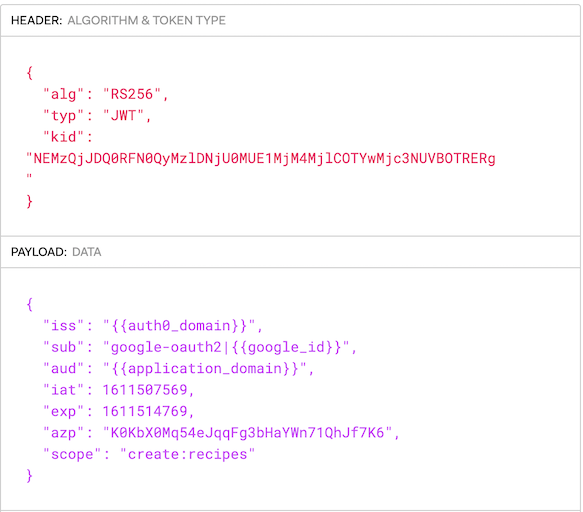 HEADER: ALGORITHM & TOKEN TYPE
{
"alg": "RS256",
"typ": "JWT",
"kid":
"NEMzQjJDQ0RFN0QyMzlDNjU0MUE1MjM4MjlCOTYwMjc3NUVBOTRERg
"
}
PAYLOAD: DATA
{
"iss": "{{auth0_domain}}",
"sub": "google-oauth2|{{google_id}}",
"aud": "{{application_domain}}",
"iat": 1611507569,
"exp": 1611514769,
"azp": "K0KbX0Mq54eJqqFg3bHaYWn71QhJf7K6",
"scope": "create:recipes"
}